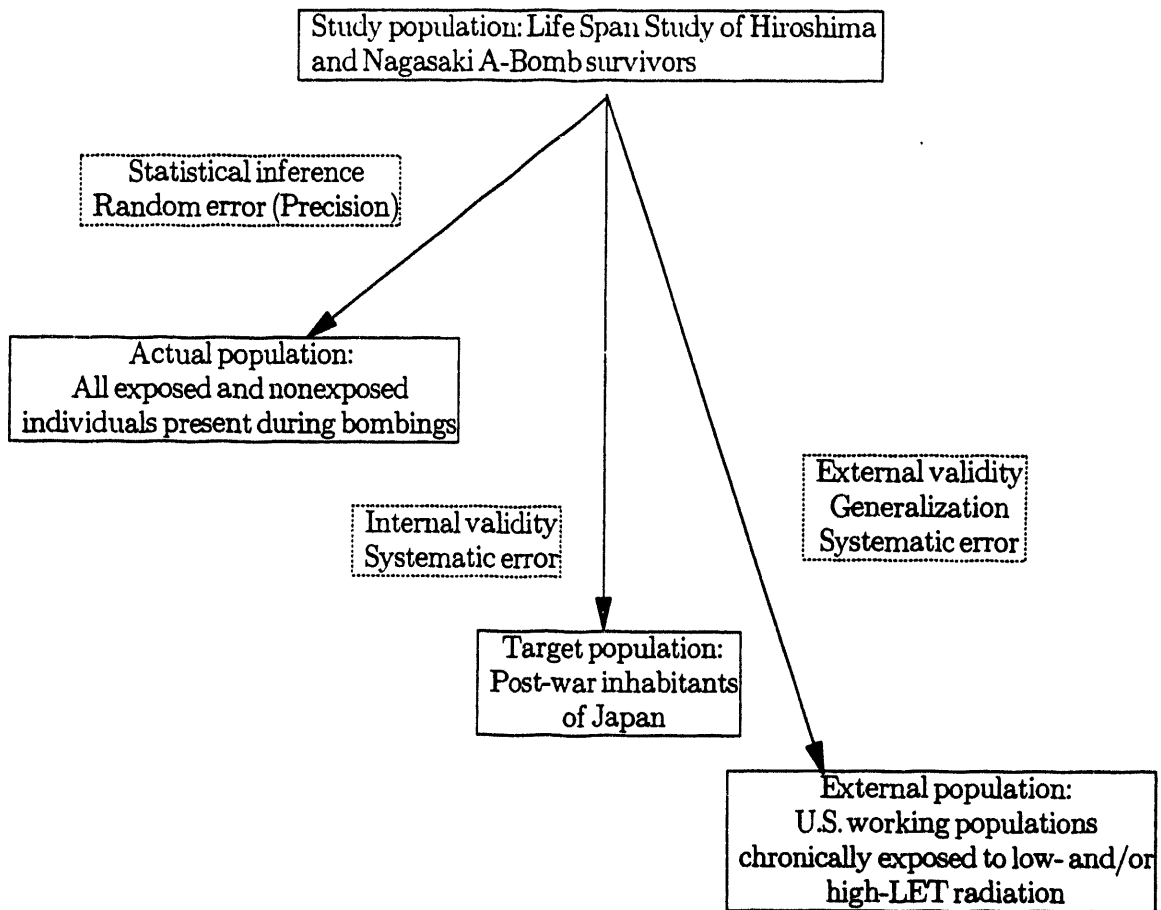 Study population: Life Span Study of Hiroshima
and Nagasaki A-Bomb survivors
Statistical inference
Random error (Precision)
Actual population:
All exposed and nonexposed
individuals present during bombings
Internal validity
Systematic error
External validity
Generalization
Systematic error
Target population:
Post-war inhabitants
of Japan
External population:
U.S. working populations
chronically exposed to low- and/or
high-LET radiation